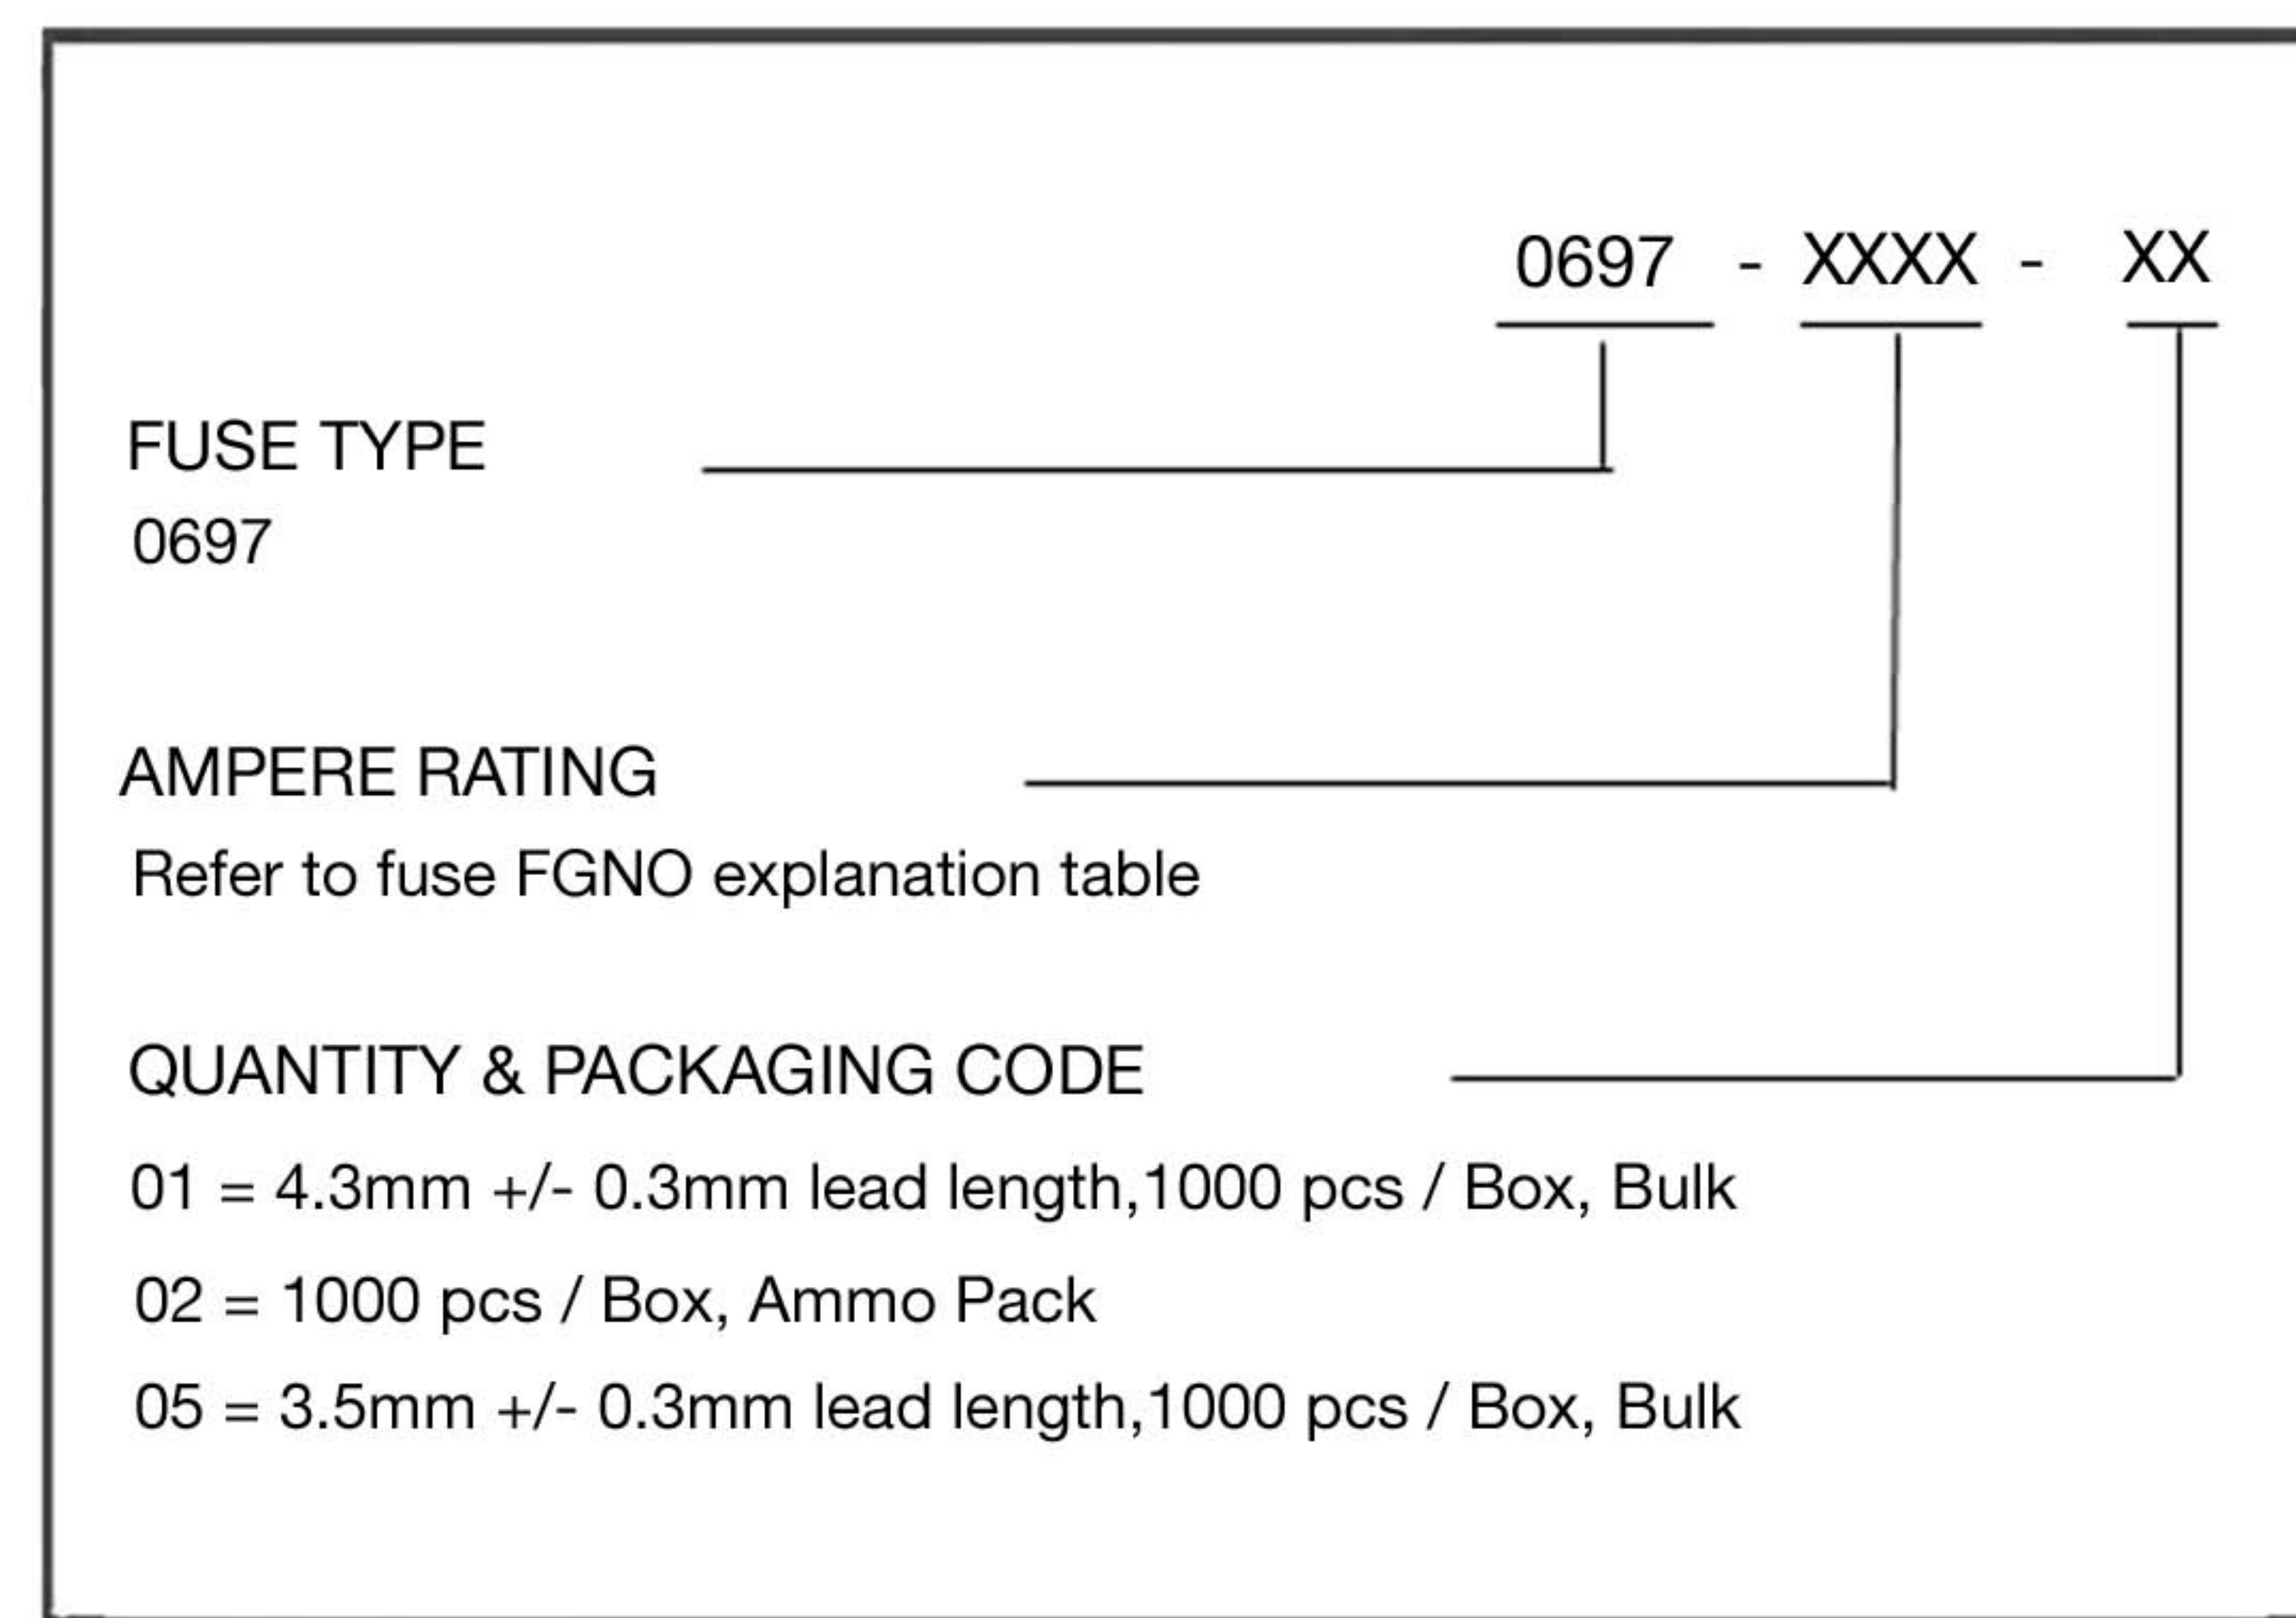 0697 - XXXX - XX
FUSE TYPE
0697
AMPERE RATING
Refer to fuse FGNO explanation table
QUANTITY & PACKAGING CODE
01 = 4.3mm +/- 0.3mm lead length,1000 pcs / Box, Bulk
02 = 1000 pcs / Box, Ammo Pack
05 = 3.5mm +/- 0.3mm lead length,1000 pcs / Box, Bulk